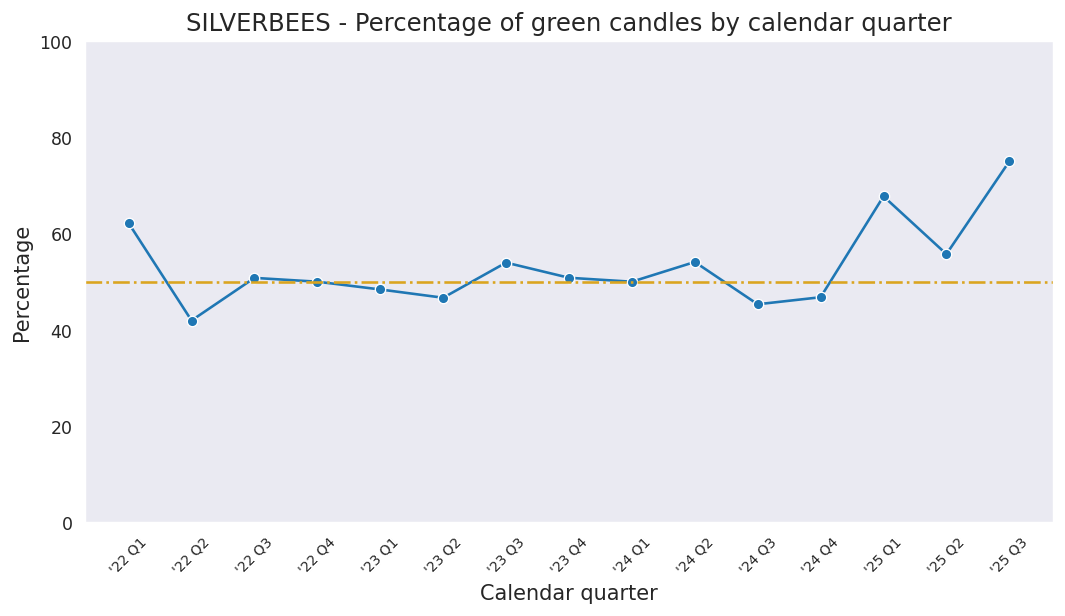 SILVERBEES - Percentage of green candles by calendar quarter
100
80
60
40
20
0
Percentage
'22 Q1
'22 Q2
'22 Q3
'22 Q4
'23 Q1
'23 Q2
'23 Q3
'23 Q4
'24 Q1
'24 Q2
'24 Q3
'24 Q4
'25 Q1
'25 Q2
'25 Q3
Calendar quarter